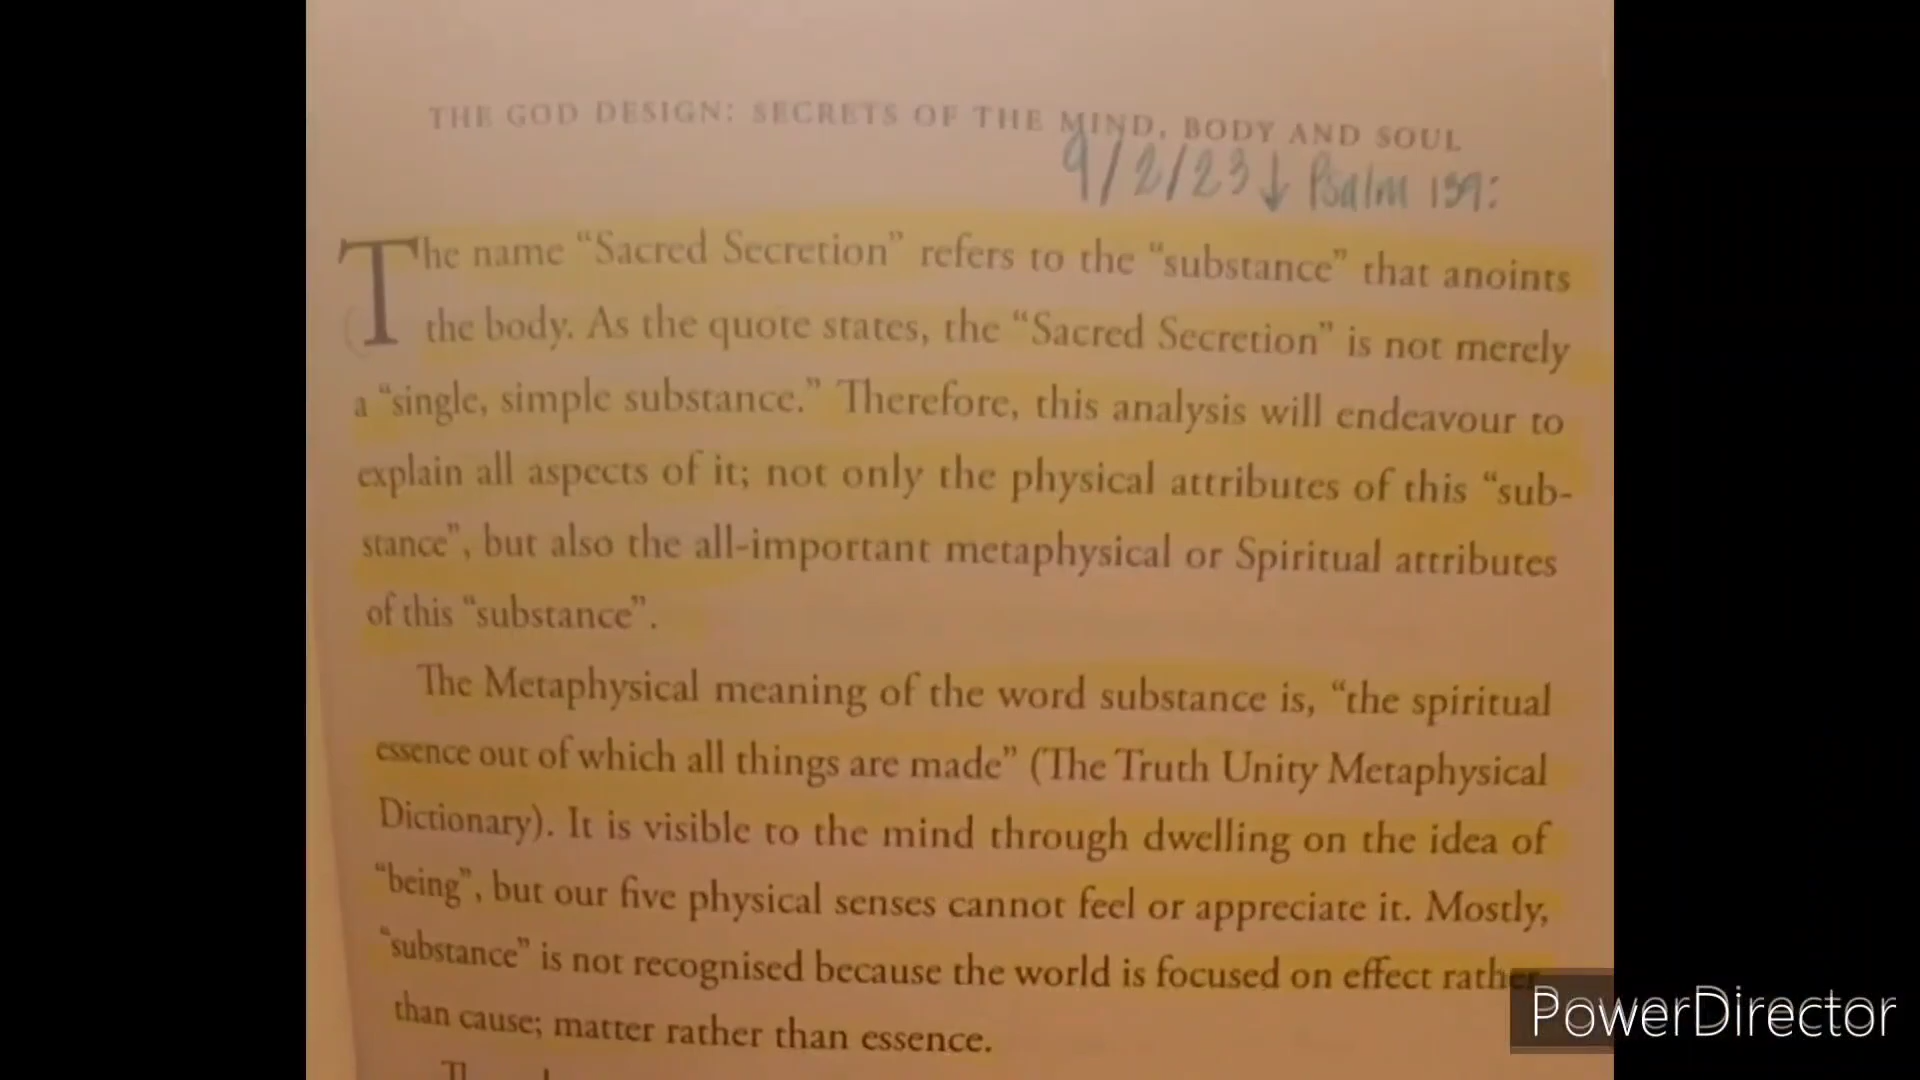 THE GOD DESIGN: SECRETS OF THE MIND, BODY AND SOUL
9/2/23↓ Psalm 139:
The name “Sacred Secretion” refers to the “substance” that anoints
the body. As the quote states, the “Sacred Secretion” is not merely
a “single, simple substance.” Therefore, this analysis will endeavour to
explain all aspects of it; not only the physical attributes of this “sub-
stance”, but also the all-important metaphysical or Spiritual attributes
of this “substance”.
The Metaphysical meaning of the word substance is, “the spiritual
essence out of which all things are made” (The Truth Unity Metaphysical
Dictionary). It is visible to the mind through dwelling on the idea of
“being”, but our five physical senses cannot feel or appreciate it. Mostly,
“substance” is not recognised because the world is focused on effect rather
than cause; matter rather than essence.
PowerDirector